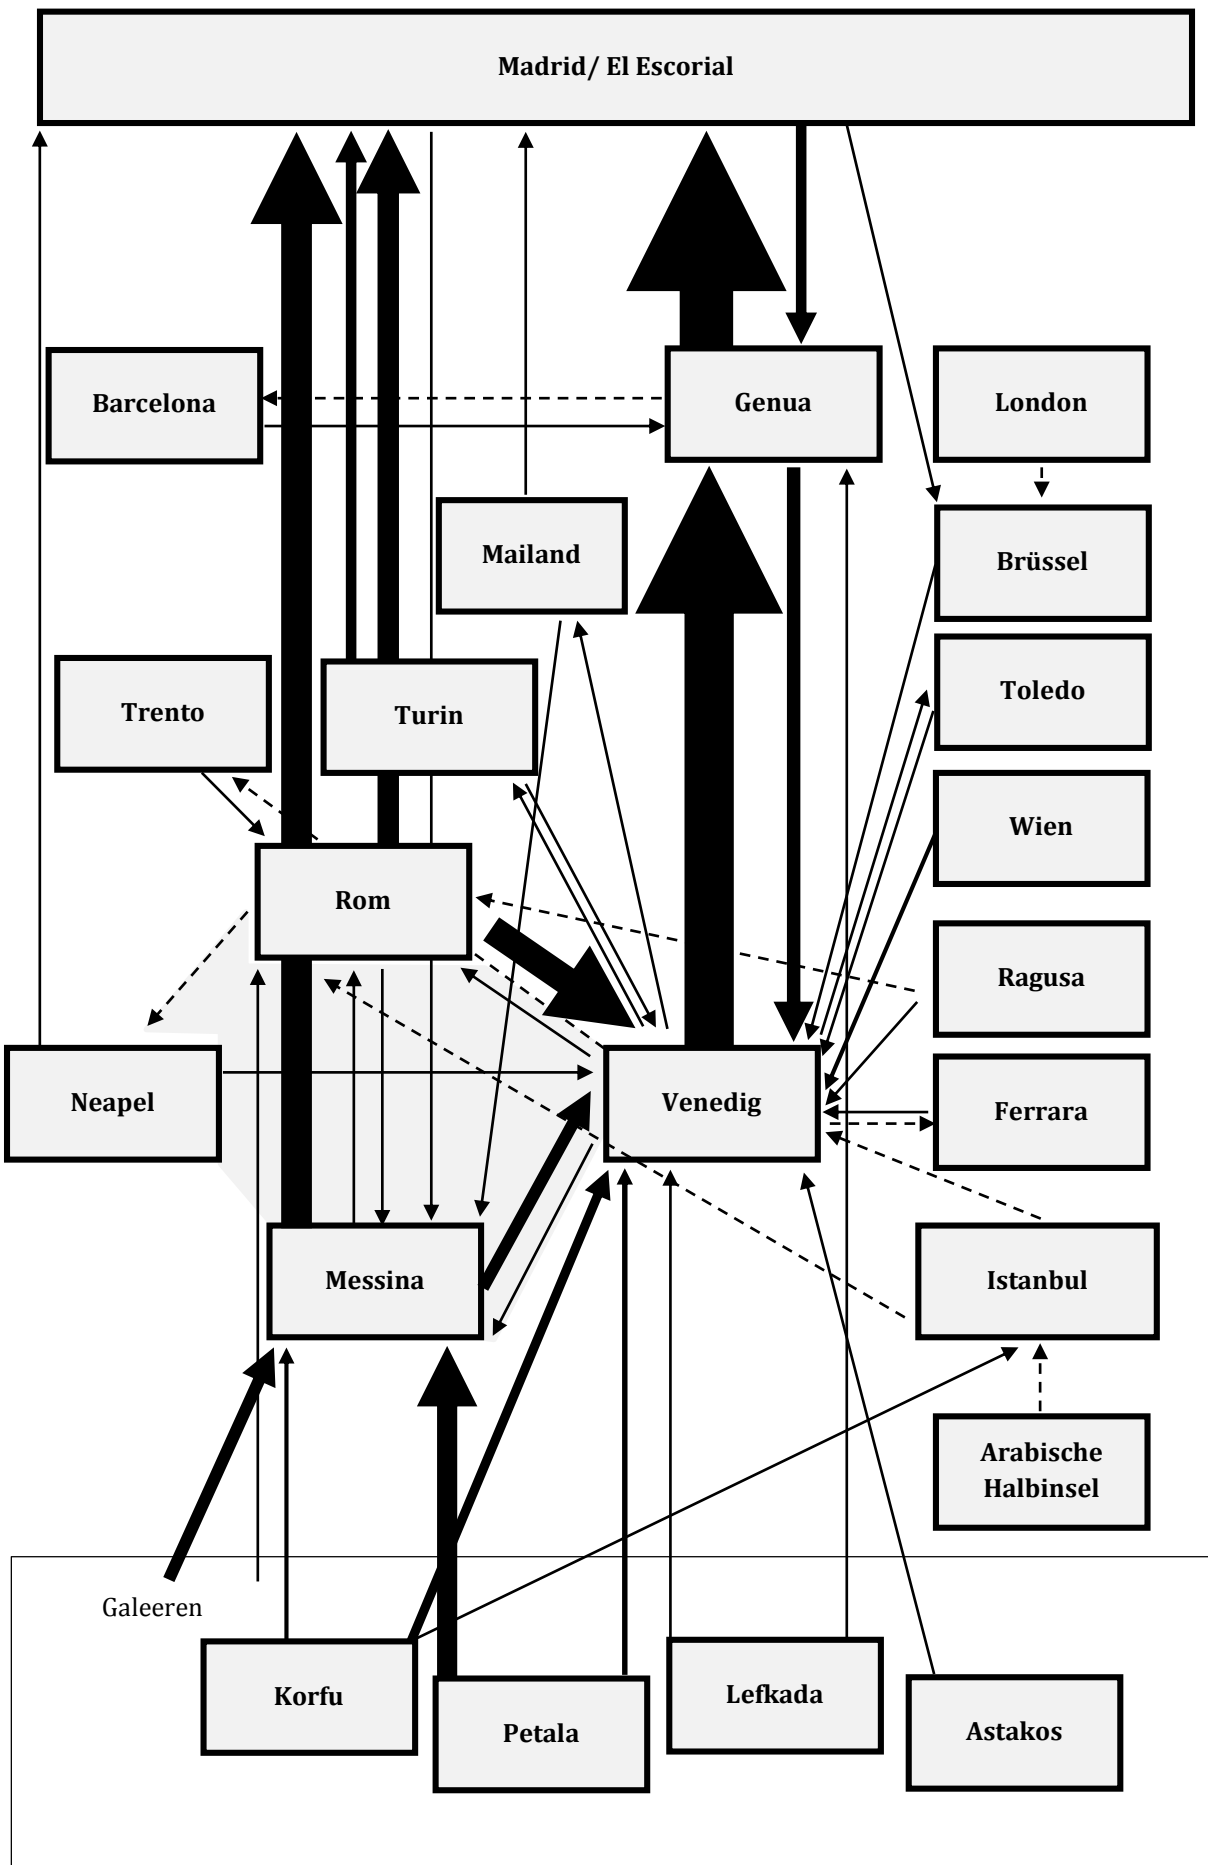 Madrid/ El Escorial
Barcelona
Genua
London
Mailand
Brüssel
Trento
Turin
Toledo
Wien
Rom
Ragusa
Neapel
Venedig
Ferrara
Messina
Istanbul
Arabische
Halbinsel
Galeeren
Korfu
Petala
Lefkada
Astakos